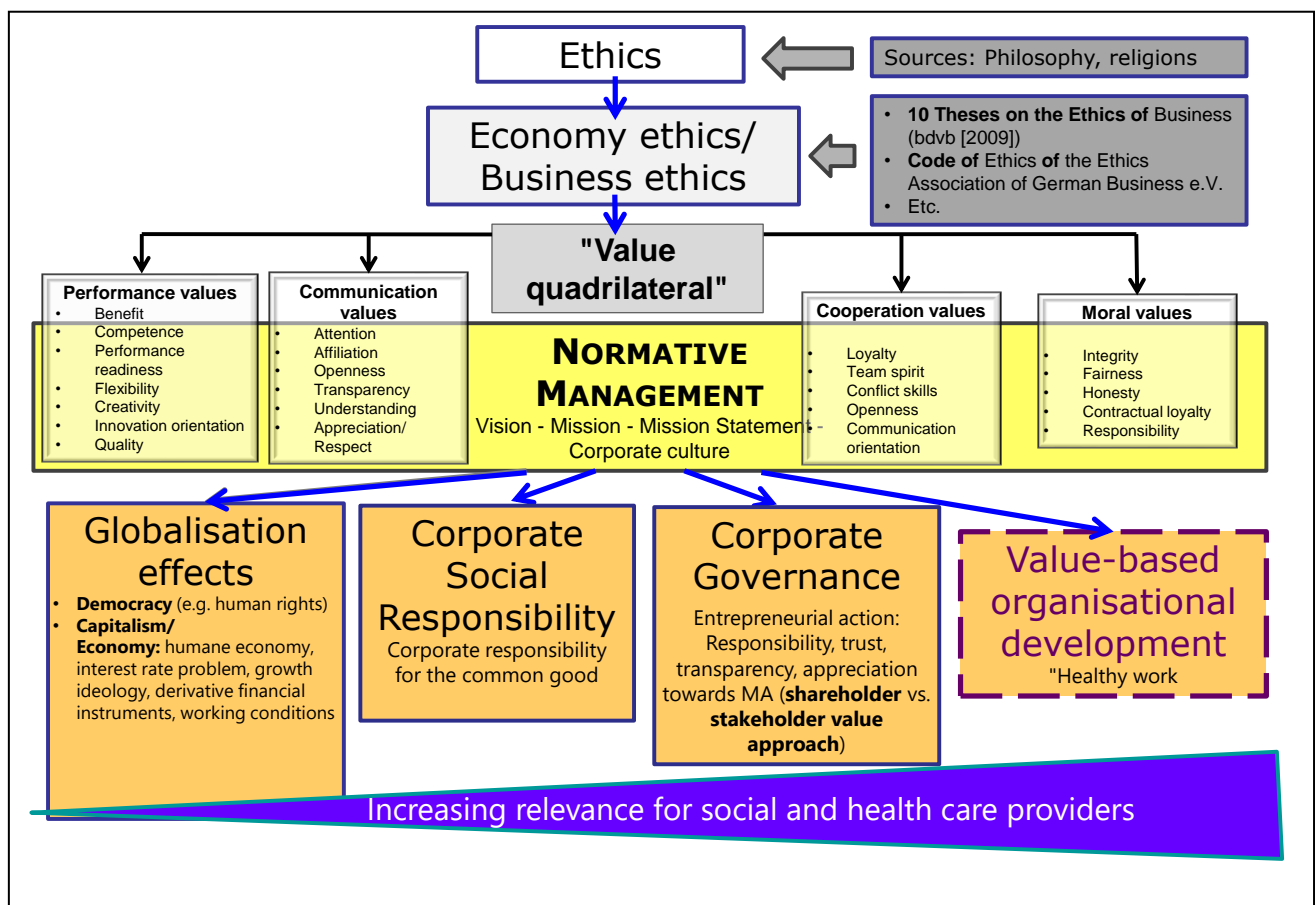 Ethics
Sources: Philosophy, religions
Economy ethics/
Business ethics
• 10 Theses on the Ethics of Business
(bdvb [2009])
• Code of Ethics of the Ethics
Association of German Business e.V.
• Etc.
"Value
quadrilateral"
Performance values
• Benefit
• Competence
• Performance
readiness
• Flexibility
• Creativity
• Innovation orientation
• Quality
Communication
values
• Attention
• Affiliation
• Openness
• Transparency
• Understanding
• Appreciation/
Respect
Cooperation values
• Loyalty
• Team spirit
• Conflict skills
• Openness
• Communication
orientation
Moral values
• Integrity
• Fairness
• Honesty
• Contractual loyalty
• Responsibility
NORMATIVE
MANAGEMENT
Vision - Mission - Mission Statement -
Corporate culture
Globalisation
effects
• Democracy (e.g. human rights)
• Capitalism/
Economy: humane economy,
interest rate problem, growth
ideology, derivative financial
instruments, working conditions
Corporate
Social
Responsibility
Corporate responsibility
for the common good
Corporate
Governance
Entrepreneurial action:
Responsibility, trust,
transparency, appreciation
towards MA (shareholder vs.
stakeholder value
approach)
Value-based
organisational
development
"Healthy work
Increasing relevance for social and health care providers